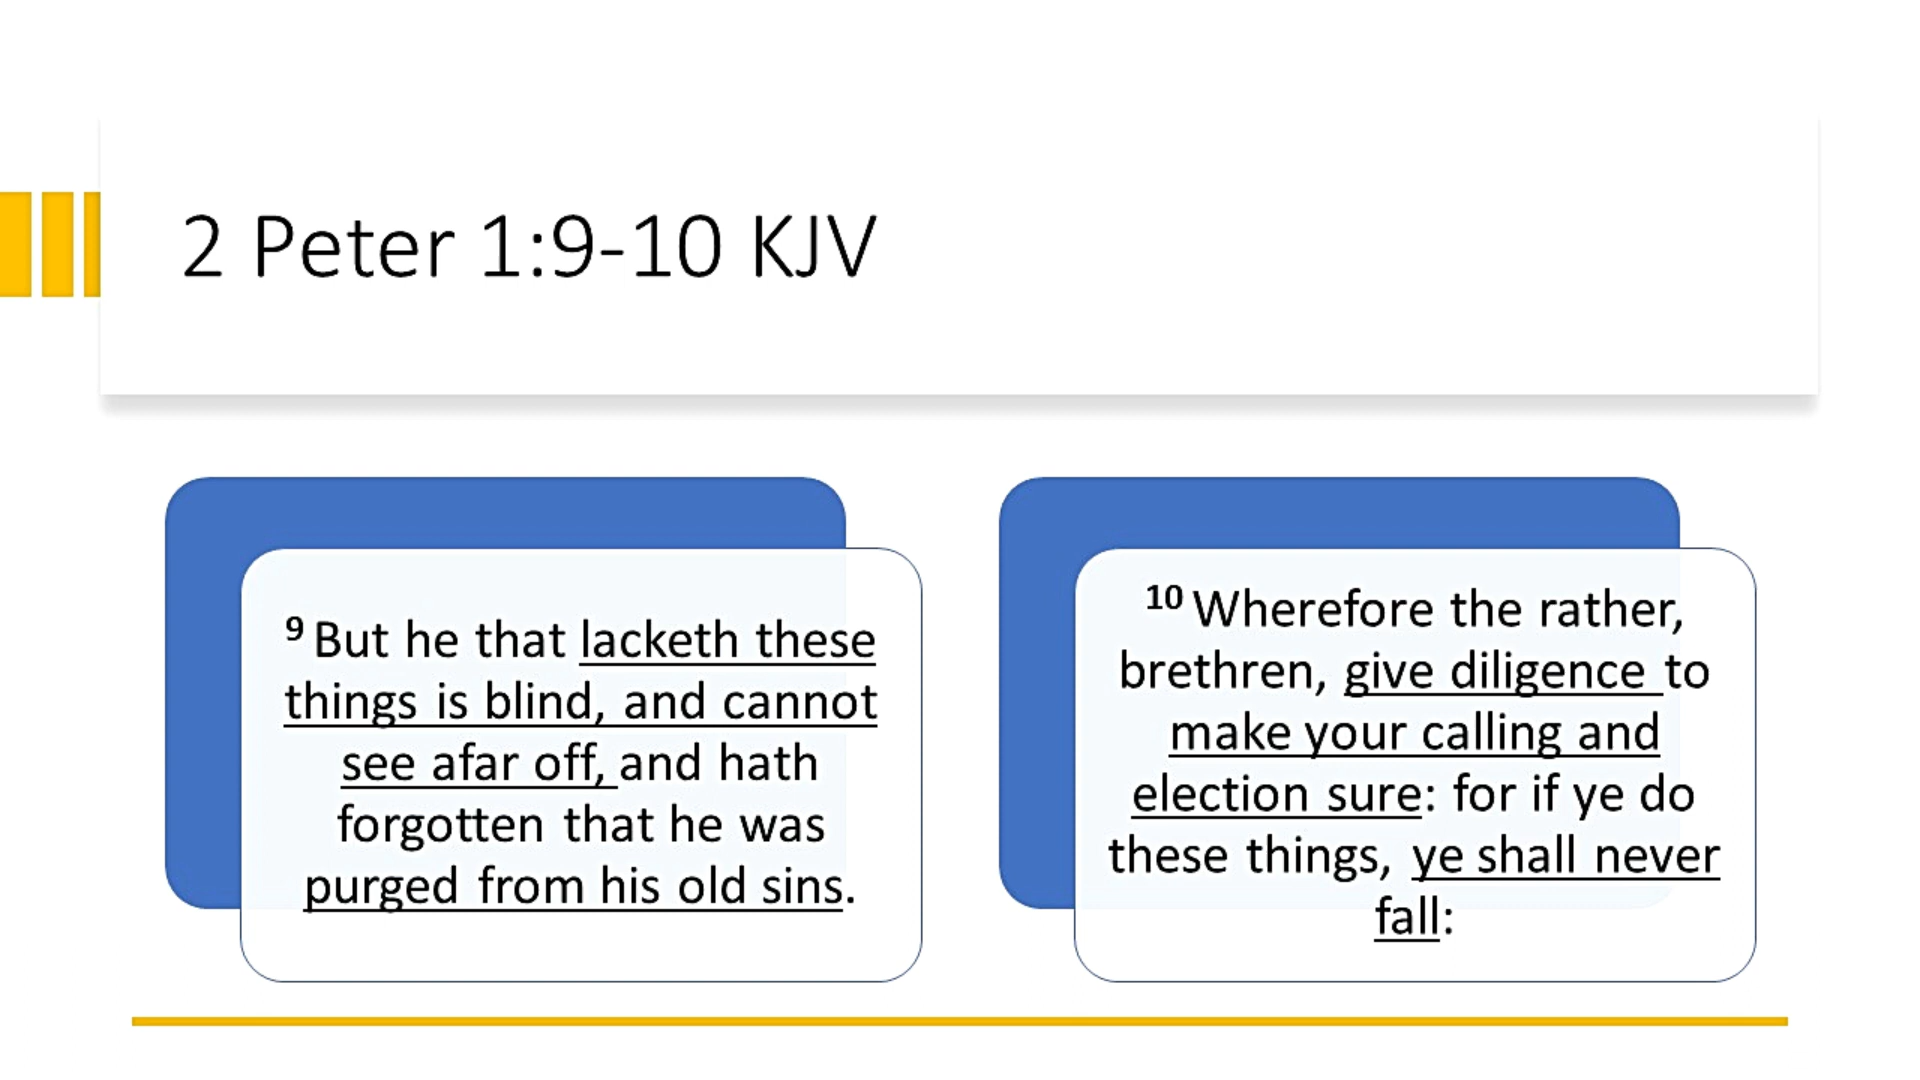 2 Peter 1:9-10 KJV
9 But he that lacketh these
things is blind, and cannot
see afar off, and hath
forgotten that he was
purged from his old sins.
10 Wherefore the rather,
brethren, give diligence to
make your calling and
election sure: for if ye do
these things, ye shall never
fall: